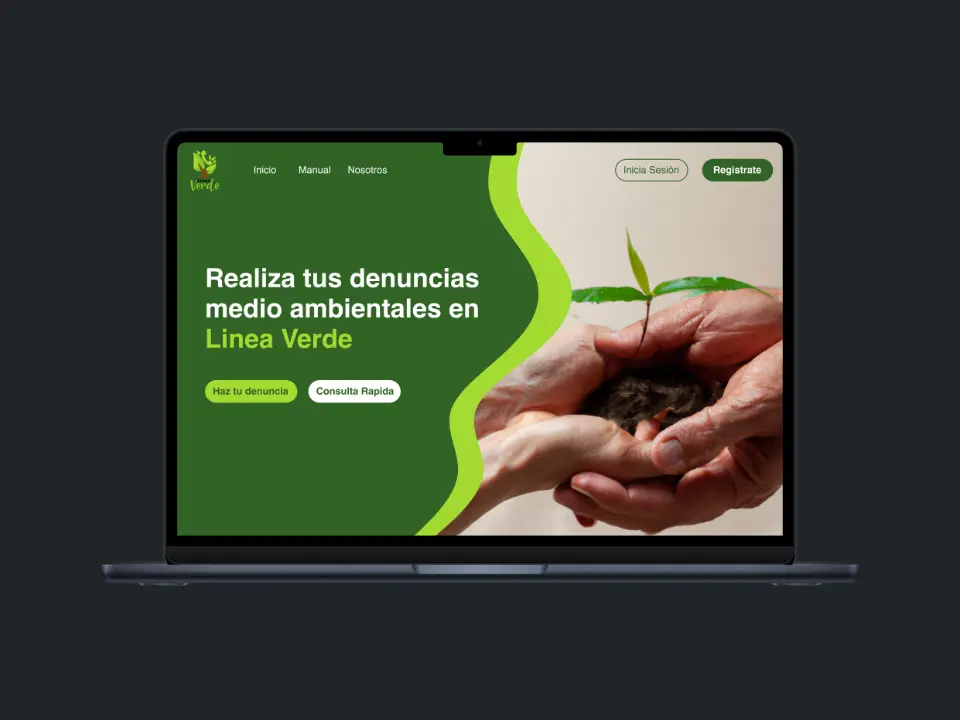 Verde
Inicio
Manual
Nosotros
Inicia Sesión
Registrate
Realiza tus denuncias
medio ambientales en
Linea Verde
Haz tu denuncia
Consulta Rapida